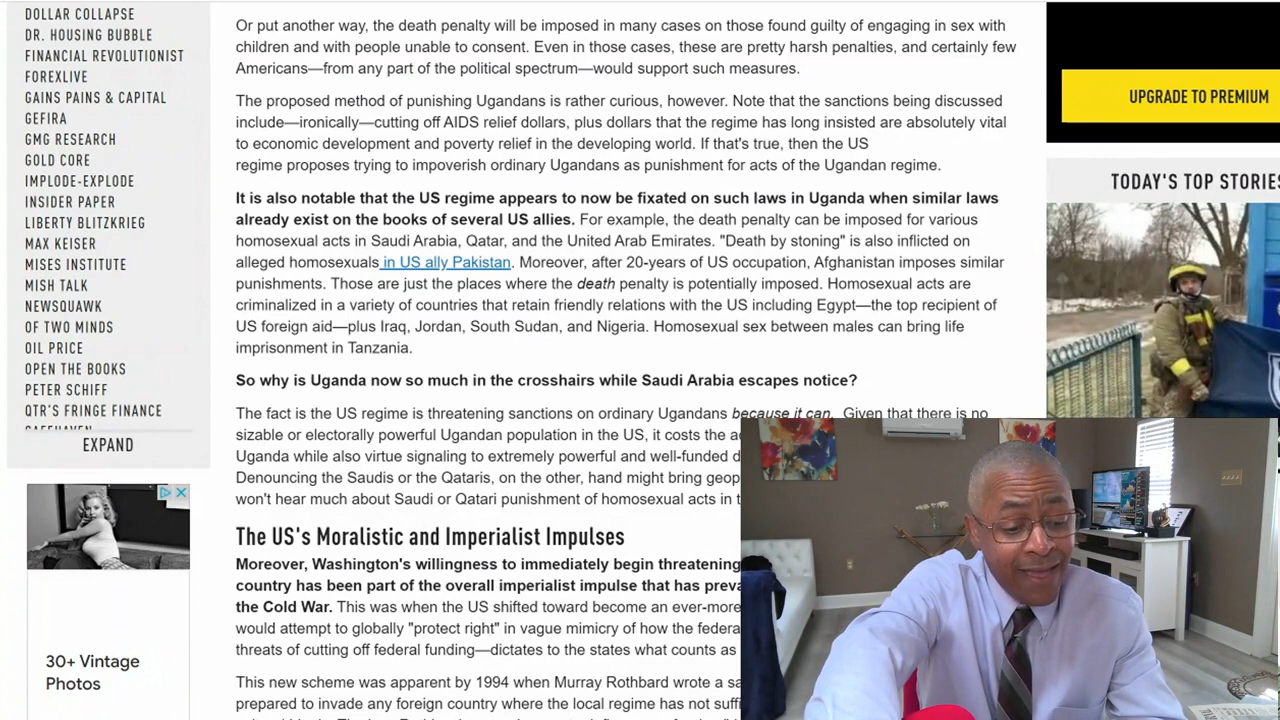 DOLLAR COLLAPSE
DR. HOUSING BUBBLE
FINANCIAL REVOLUTIONIST
FOREXLIVE
GAINS PAINS & CAPITAL
GEFIRA
GMG RESEARCH
GOLD CORE
IMPLODE-EXPLODE
INSIDER PAPER
LIBERTY BLITZKRIEG
MAX KEISER
MISES INSTITUTE
MISH TALK
NEWSQUAWK
OF TWO MINDS
OIL PRICE
OPEN THE BOOKS
PETER SCHIFF
QTR'S FRINGE FINANCE
EXPAND
30+ Vintage
Photos
Or put another way, the death penalty will be imposed in many cases on those found guilty of engaging in sex with
children and with people unable to consent. Even in those cases, these are pretty harsh penalties, and certainly few
Americans—from any part of the political spectrum—would support such measures.
The proposed method of punishing Ugandans is rather curious, however. Note that the sanctions being discussed
include—ironically—cutting off AIDS relief dollars, plus dollars that the regime has long insisted are absolutely vital
to economic development and poverty relief in the developing world. If that's true, then the US
regime proposes trying to impoverish ordinary Ugandans as punishment for acts of the Ugandan regime.
It is also notable that the US regime appears to now be fixated on such laws in Uganda when similar laws
already exist on the books of several US allies. For example, the death penalty can be imposed for various
homosexual acts in Saudi Arabia, Qatar, and the United Arab Emirates. "Death by stoning" is also inflicted on
alleged homosexuals in US ally Pakistan. Moreover, after 20-years of US occupation, Afghanistan imposes similar
punishments. Those are just the places where the death penalty is potentially imposed. Homosexual acts are
criminalized in a variety of countries that retain friendly relations with the US including Egypt—the top recipient of
US foreign aid—plus Iraq, Jordan, South Sudan, and Nigeria. Homosexual sex between males can bring life
imprisonment in Tanzania.
So why is Uganda now so much in the crosshairs while Saudi Arabia escapes notice?
The fact is the US regime is threatening sanctions on ordinary Ugandans because it can. Given that there is no
sizable or electorally powerful Ugandan population in the US, it costs the
Uganda while also virtue signaling to extremely powerful and well-funded
Denouncing the Saudis or the Qataris, on the other, hand might bring
won't hear much about Saudi or Qatari punishment of homosexual acts in
The US's Moralistic and Imperialist Impulses
Moreover, Washington's willingness to immediately begin threatening
country has been part of the overall imperialist impulse that has
the Cold War. This was when the US shifted toward become an ever-more
would attempt to globally "protect right" in vague mimicry of how the
threats of cutting off federal funding—dictates to the states what counts as
This new scheme was apparent by 1994 when Murray Rothbard wrote a
prepared to invade any foreign country where the local regime has not
UPGRADE TO PREMIUM
TODAY'S TOP STORIES